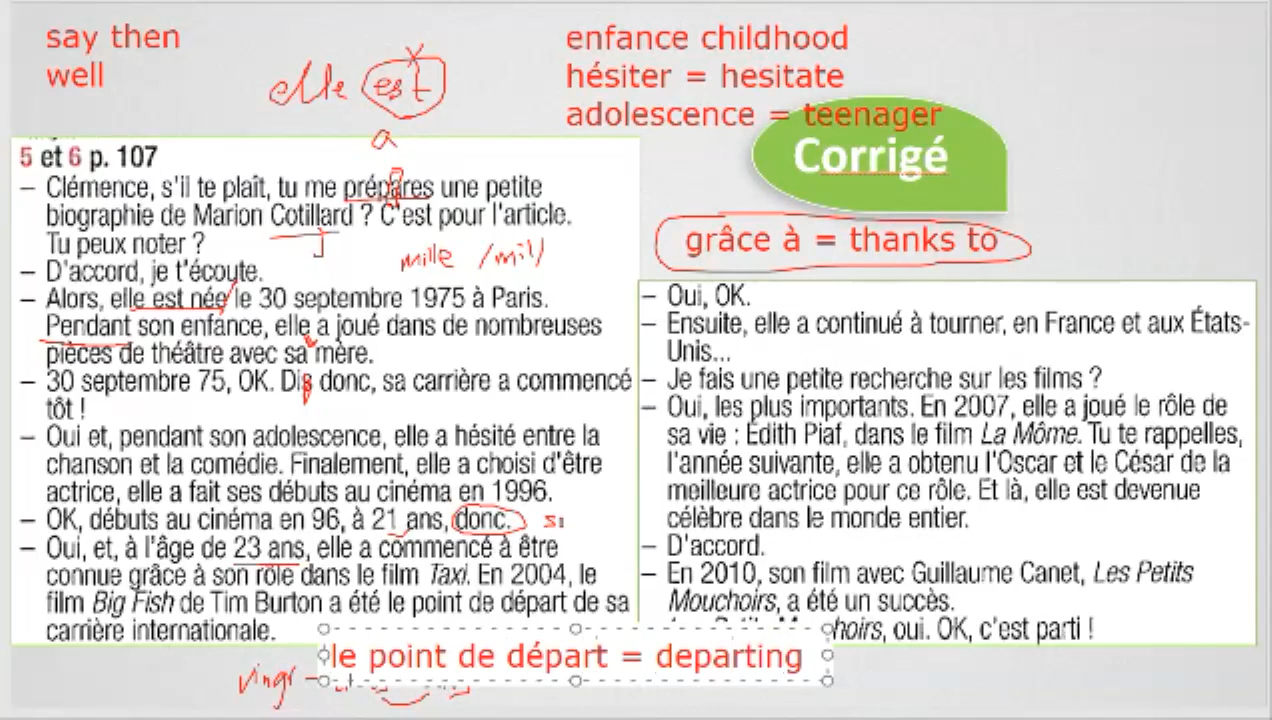 say then
well
elle est
a
enfance childhood
hésiter = hesitate
adolescence = teenager
Corrigé
grâce à = thanks to
5 et 6 p. 107
– Clémence, s'il te plaît, tu me prépares une petite
biographie de Marion Cotillard ? C'est pour l'article.
Tu peux noter ?
mille / mil
– D'accord, je t'écoute.
– Alors, elle est née le 30 septembre 1975 à Paris.
Pendant son enfance, elle a joué dans de nombreuses
pièces de théâtre avec sa mère.
– 30 septembre 75, OK. Dis donc, sa carrière a commencé
tôt !
– Oui et, pendant son adolescence, elle a hésité entre la
chanson et la comédie. Finalement, elle a choisi d'être
actrice, elle a fait ses débuts au cinéma en 1996.
– OK, débuts au cinéma en 96, à 21 ans, donc.
– Oui, et, à l'âge de 23 ans, elle a commencé à être
connue grâce à son rôle dans le film Taxi. En 2004, le
film Big Fish de Tim Burton a été le point de départ de sa
carrière internationale.
– Oui, OK.
– Ensuite, elle a continué à tourner, en France et aux États-
Unis...
– Je fais une petite recherche sur les films ?
– Oui, les plus importants. En 2007, elle a joué le rôle de
sa vie : Édith Piaf, dans le film La Môme. Tu te rappelles,
l'année suivante, elle a obtenu l'Oscar et le César de la
meilleure actrice pour ce rôle. Et là, elle est devenue
célèbre dans le monde entier.
– D'accord.
– En 2010, son film avec Guillaume Canet, Les Petits
Mouchoirs, a été un succès.
oui. OK, c'est parti !
le point de départ = departing